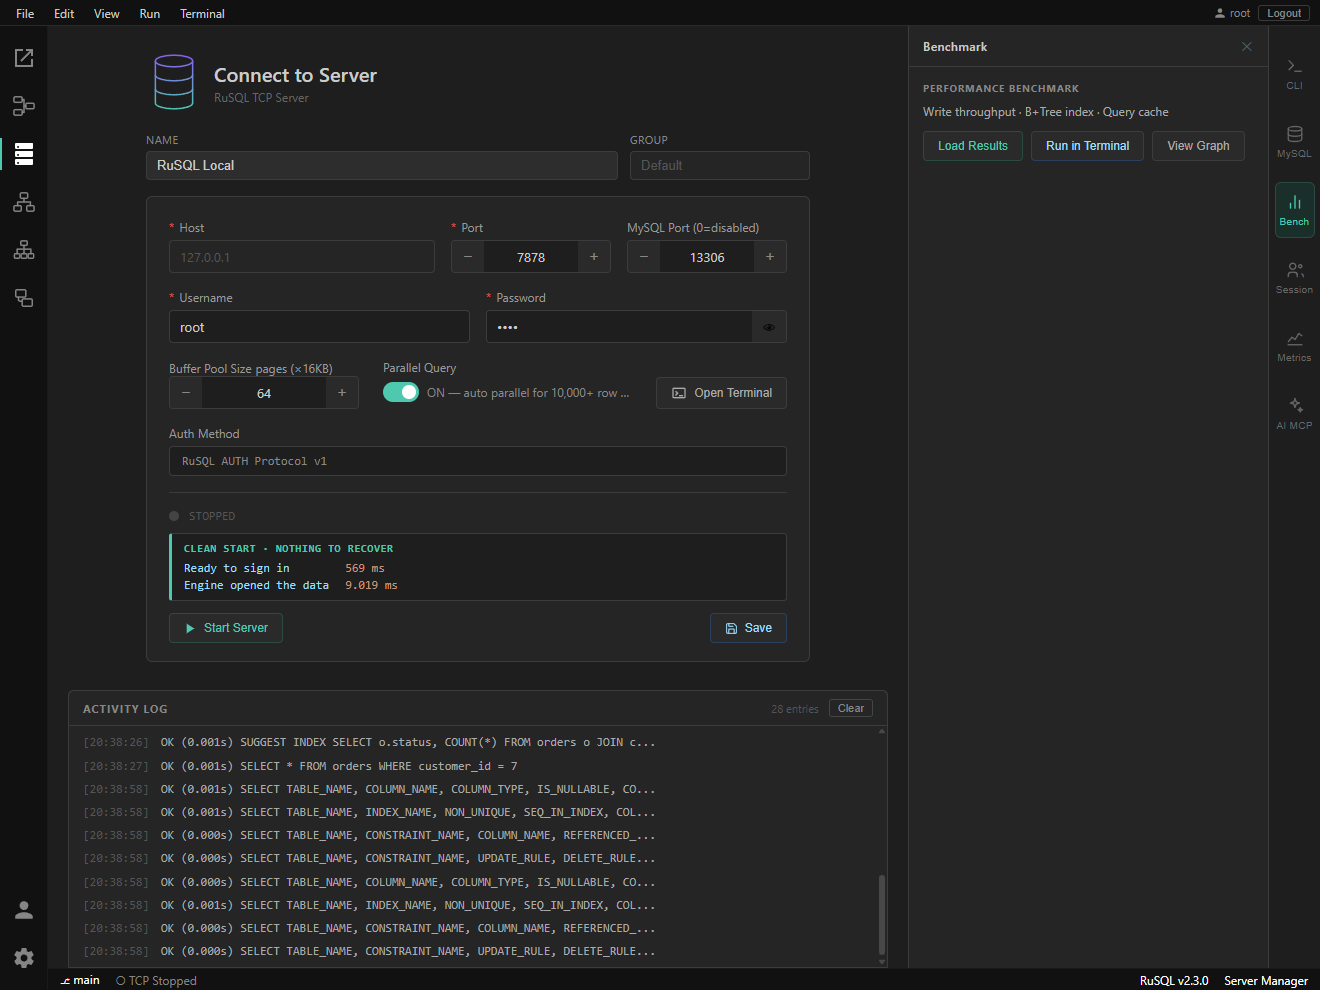 File Edit View Run Terminal
root Logout
Connect to Server
RuSQL TCP Server
NAME
RuSQL Local
GROUP
Default
* Host
127.0.0.1
* Port
− 7878 +
MySQL Port (0=disabled)
− 13306 +
* Username
root
* Password
••••
Buffer Pool Size pages (×16KB)
− 64 +
Parallel Query
ON — auto parallel for 10,000+ row ...
Open Terminal
Auth Method
RuSQL AUTH Protocol v1
STOPPED
CLEAN START · NOTHING TO RECOVER
Ready to sign in 569 ms
Engine opened the data 9.019 ms
Start Server
Save
ACTIVITY LOG
28 entries Clear
[20:38:26] OK (0.001s) SUGGEST INDEX SELECT o.status, COUNT(*) FROM orders o JOIN c...
[20:38:27] OK (0.001s) SELECT * FROM orders WHERE customer_id = 7
[20:38:58] OK (0.001s) SELECT TABLE_NAME, COLUMN_NAME, COLUMN_TYPE, IS_NULLABLE, CO...
[20:38:58] OK (0.001s) SELECT TABLE_NAME, INDEX_NAME, NON_UNIQUE, SEQ_IN_INDEX, COL...
[20:38:58] OK (0.000s) SELECT TABLE_NAME, CONSTRAINT_NAME, COLUMN_NAME, REFERENCED_...
[20:38:58] OK (0.000s) SELECT TABLE_NAME, CONSTRAINT_NAME, UPDATE_RULE, DELETE_RULE...
[20:38:58] OK (0.000s) SELECT TABLE_NAME, COLUMN_NAME, COLUMN_TYPE, IS_NULLABLE, CO...
[20:38:58] OK (0.001s) SELECT TABLE_NAME, INDEX_NAME, NON_UNIQUE, SEQ_IN_INDEX, COL...
[20:38:58] OK (0.000s) SELECT TABLE_NAME, CONSTRAINT_NAME, COLUMN_NAME, REFERENCED_...
[20:38:58] OK (0.000s) SELECT TABLE_NAME, CONSTRAINT_NAME, UPDATE_RULE, DELETE_RULE...
Benchmark
PERFORMANCE BENCHMARK
Write throughput · B+Tree index · Query cache
Load Results Run in Terminal View Graph
CLI
MySQL
Bench
Session
Metrics
AI MCP
main TCP Stopped
RuSQL v2.3.0 Server Manager